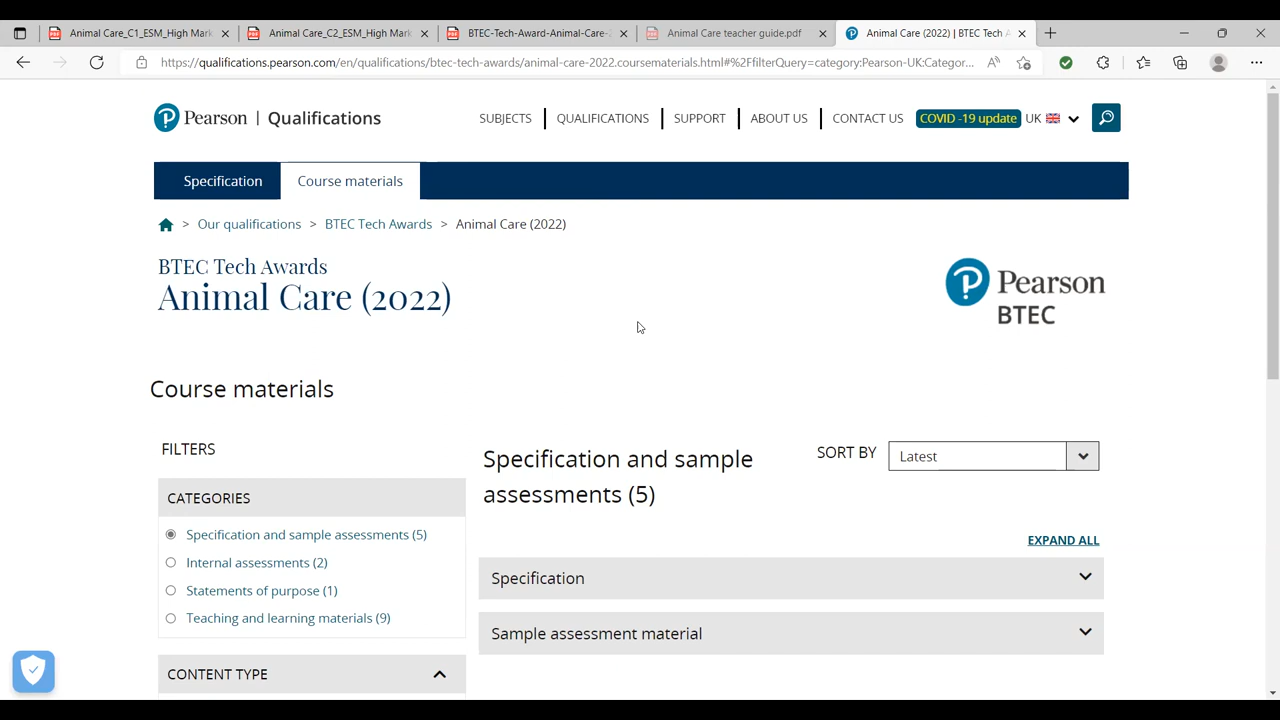 Animal Care_C1_ESM_High Mark
Animal Care_C2_ESM_High Mark
BTEC-Tech-Award-Animal-Care-2
Animal Care teacher guide.pdf
Animal Care (2022) | BTEC Tech A
https://qualifications.pearson.com/en/qualifications/btec-tech-awards/animal-care-2022.coursematerials.html#%2FfilterQuery=category:Pearson-UK:Categor...
Pearson | Qualifications
SUBJECTS
QUALIFICATIONS
SUPPORT
ABOUT US
CONTACT US
COVID -19 update
UK
Specification
Course materials
> Our qualifications > BTEC Tech Awards > Animal Care (2022)
BTEC Tech Awards
Animal Care (2022)
Pearson
BTEC
Course materials
FILTERS
CATEGORIES
Specification and sample assessments (5)
Internal assessments (2)
Statements of purpose (1)
Teaching and learning materials (9)
CONTENT TYPE
Specification and sample
assessments (5)
SORT BY
Latest
EXPAND ALL
Specification
Sample assessment material